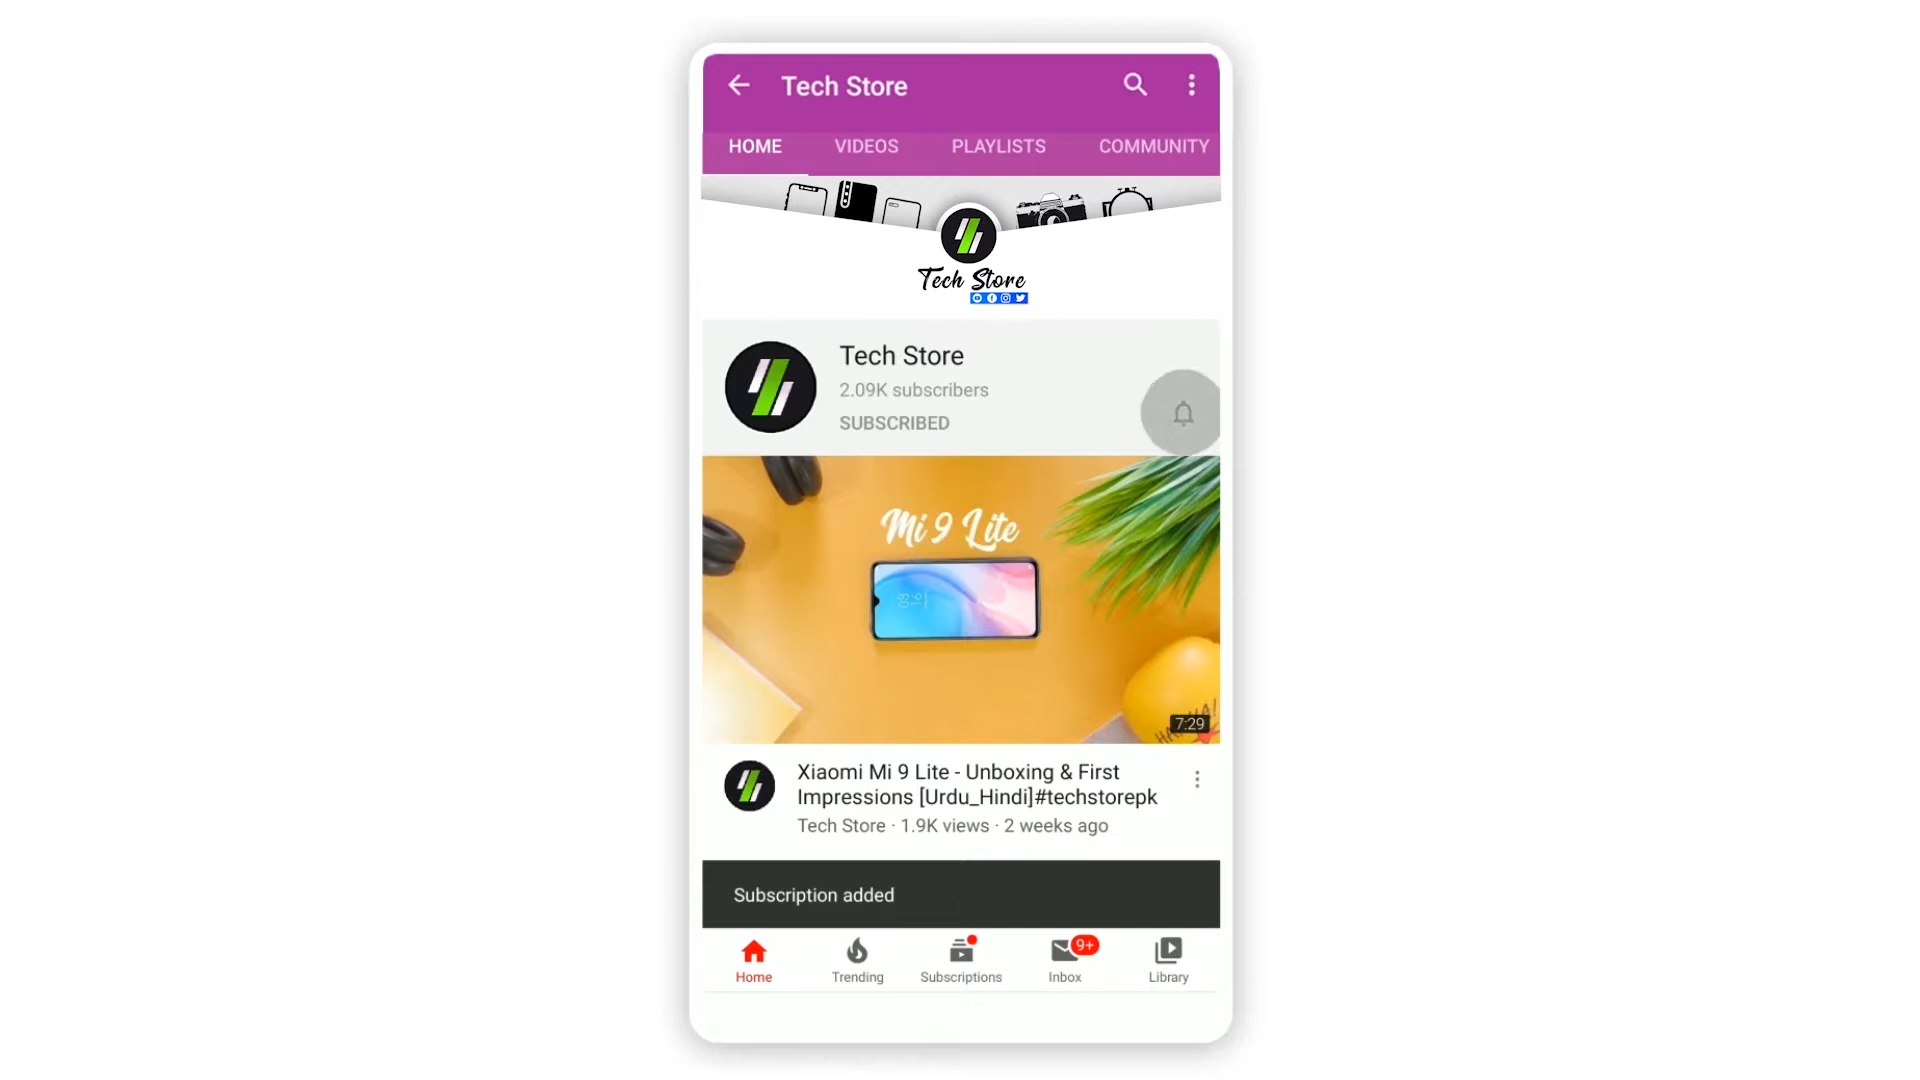 Tech Store
HOME VIDEOS PLAYLISTS COMMUNITY
Tech Store
Tech Store
2.09K subscribers
SUBSCRIBED
Mi 9 Lite
08
16
7:29
Xiaomi Mi 9 Lite - Unboxing & First
Impressions [Urdu_Hindi]#techstorepk
Tech Store · 1.9K views · 2 weeks ago
Subscription added
9+
Home Trending Subscriptions Inbox Library